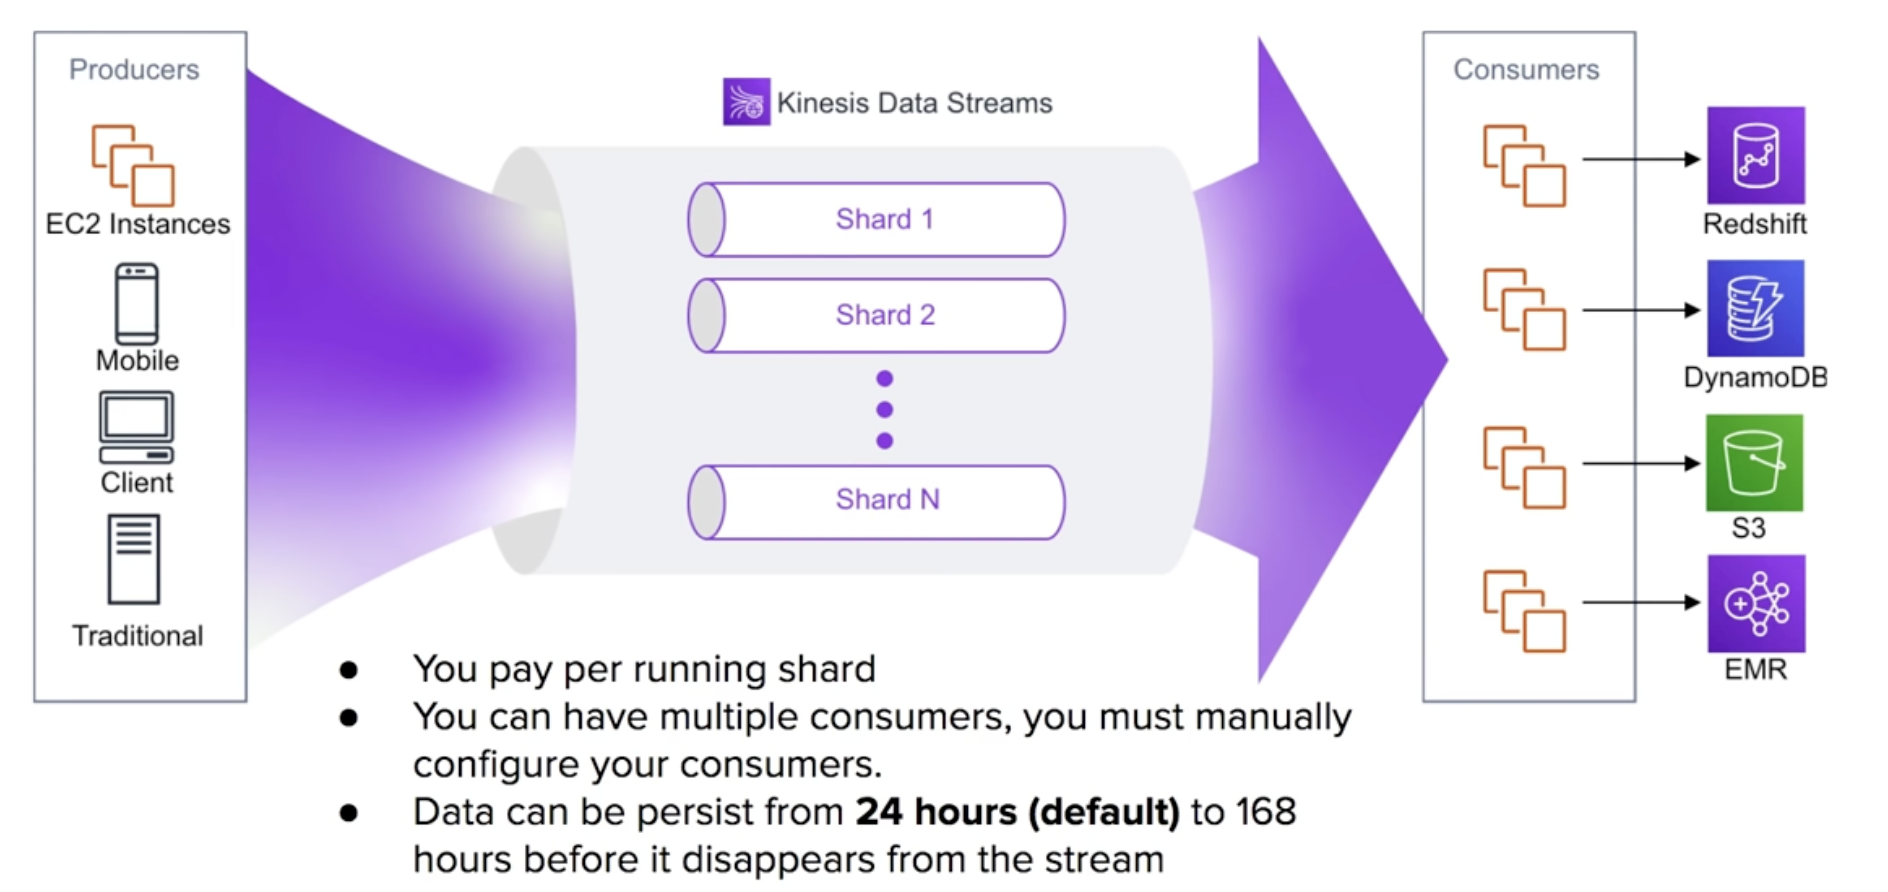 Producers
EC2 Instances
Mobile
Client
Traditional
Kinesis Data Streams
Shard 1
Shard 2
Shard N
Consumers
Redshift
DynamoDB
S3
EMR
● You pay per running shard
● You can have multiple consumers, you must manually
configure your consumers.
● Data can be persist from 24 hours (default) to 168
hours before it disappears from the stream